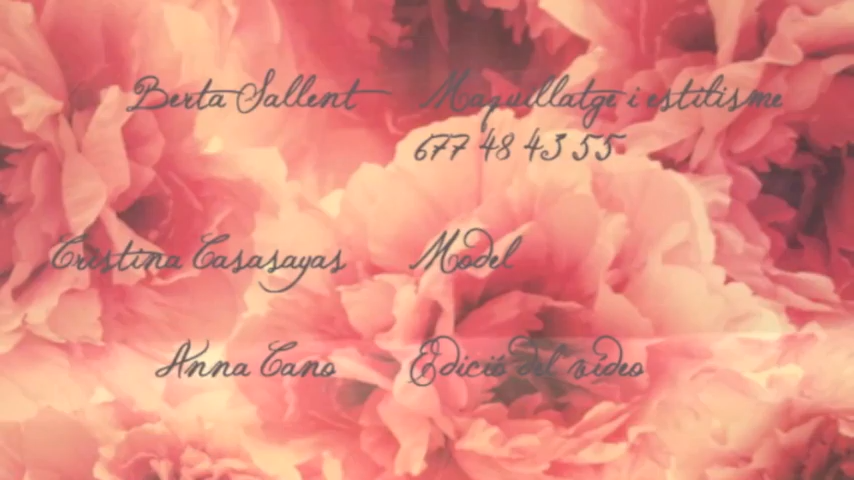 Berta Sallent Maquillatge i estilisme
677 48 43 55
Cristina Casasayas Model
Anna Cano Edició del vídeo